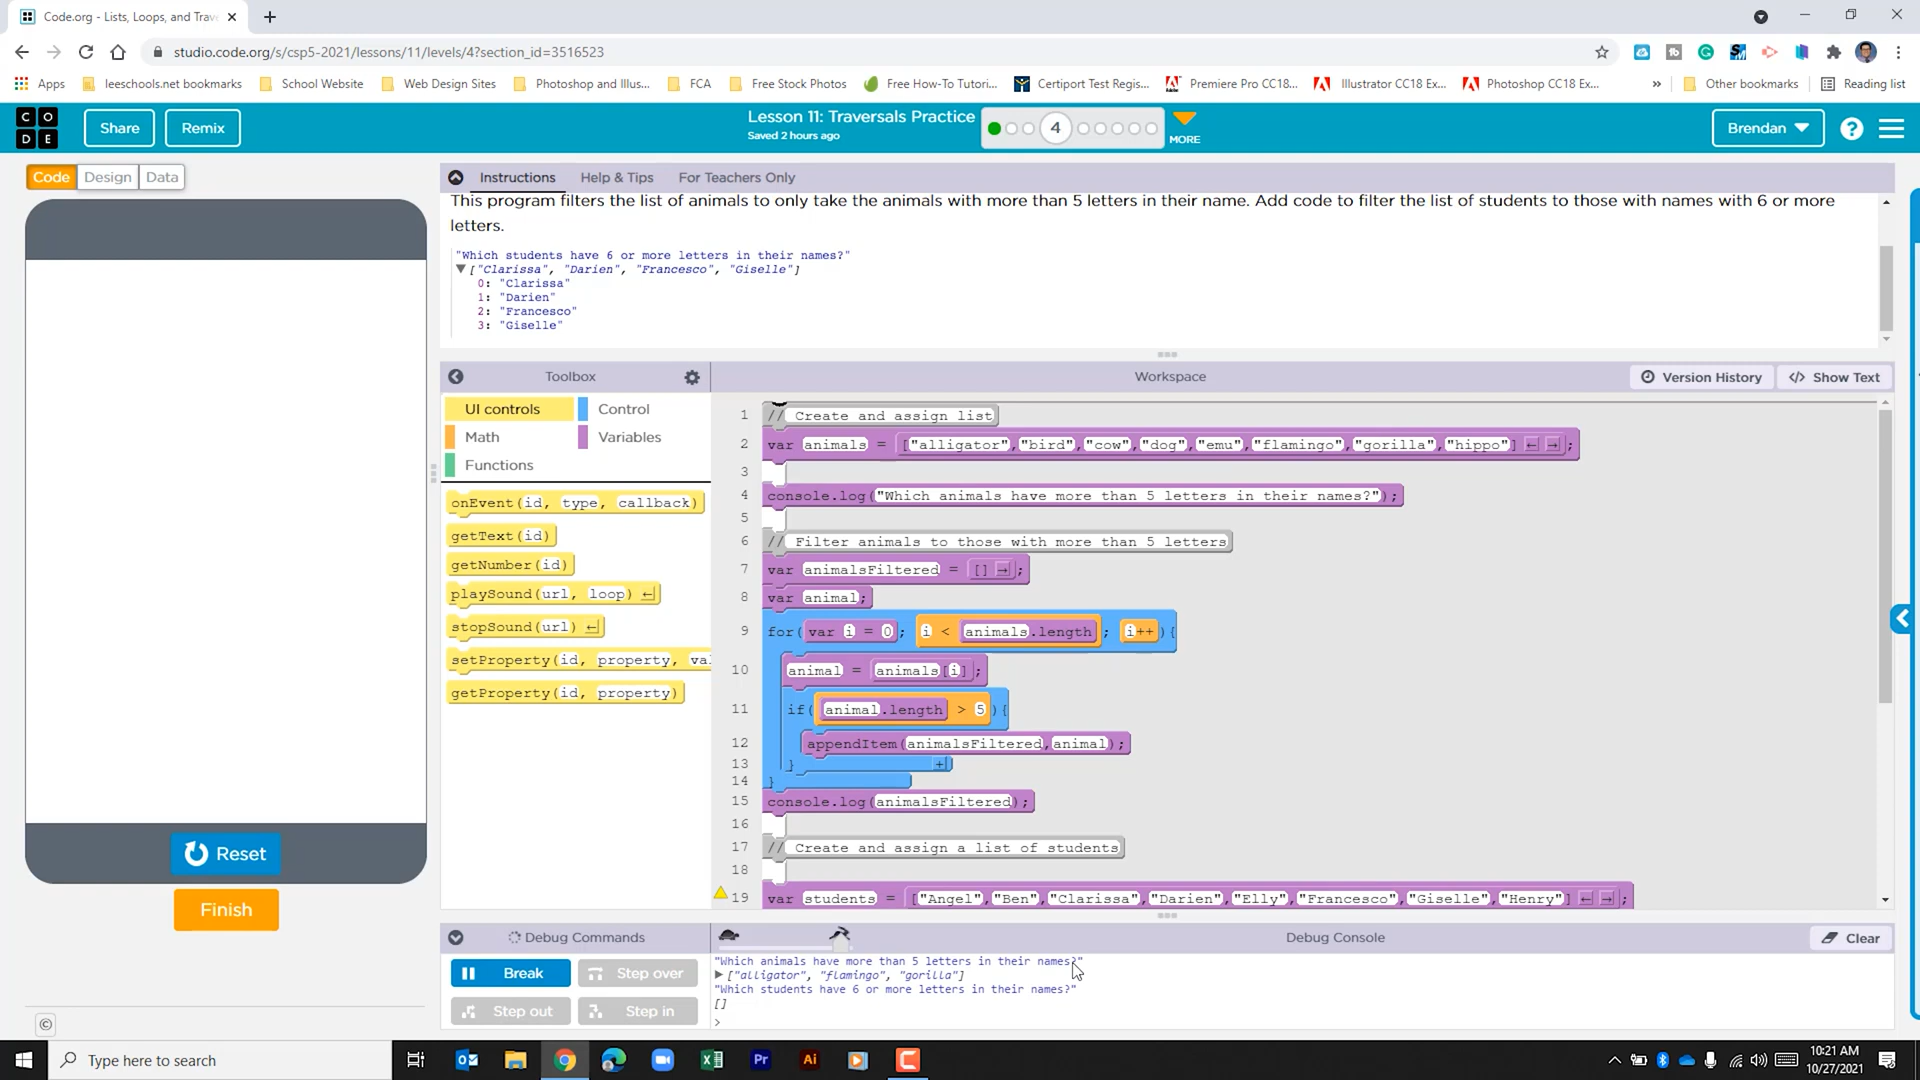 Code.org - Lists, Loops, and Trave
studio.code.org/s/csp5-2021/lessons/11/levels/4?section_id=3516523
Apps leeschools.net bookmarks School Website Web Design Sites Photoshop and Illus... FCA Free Stock Photos Free How-To Tutori... Certiport Test Regis... Premiere Pro CC18... Illustrator CC18 Ex... Photoshop CC18 Ex... » Other bookmarks Reading list
C O D E Share Remix Lesson 11: Traversals Practice 4 MORE Brendan ?
Saved 2 hours ago
Code Design Data
Instructions Help & Tips For Teachers Only
This program filters the list of animals to only take the animals with more than 5 letters in their name. Add code to filter the list of students to those with names with 6 or more
letters.
"Which students have 6 or more letters in their names?"
["Clarissa", "Darien", "Francesco", "Giselle"]
0: "Clarissa"
1: "Darien"
2: "Francesco"
3: "Giselle"
Toolbox
Workspace Version History </> Show Text
UI controls Control
Math Variables
Functions
onEvent(id, type, callback)
getText(id)
getNumber(id)
playSound(url, loop)
stopSound(url)
setProperty(id, property, val
getProperty(id, property)
1 // Create and assign list
2 var animals = ["alligator","bird","cow","dog","emu","flamingo","gorilla","hippo"];
3
4 console.log("Which animals have more than 5 letters in their names?");
5
6 // Filter animals to those with more than 5 letters
7 var animalsFiltered = [];
8 var animal;
9 for(var i = 0; i < animals.length; i++){
10 animal = animals[i];
11 if(animal.length > 5){
12 appendItem(animalsFiltered,animal);
13 }
14 }
15 console.log(animalsFiltered);
16
17 // Create and assign a list of students
18
19 var students = ["Angel","Ben","Clarissa","Darien","Elly","Francesco","Giselle","Henry"];
Reset
Finish
Debug Commands
Break Step over
Step out Step in
Debug Console Clear
"Which animals have more than 5 letters in their names?"
["alligator", "flamingo", "gorilla"]
"Which students have 6 or more letters in their names?"
[]
>
©
Type here to search
Pr Ai
10:21 AM
10/27/2021